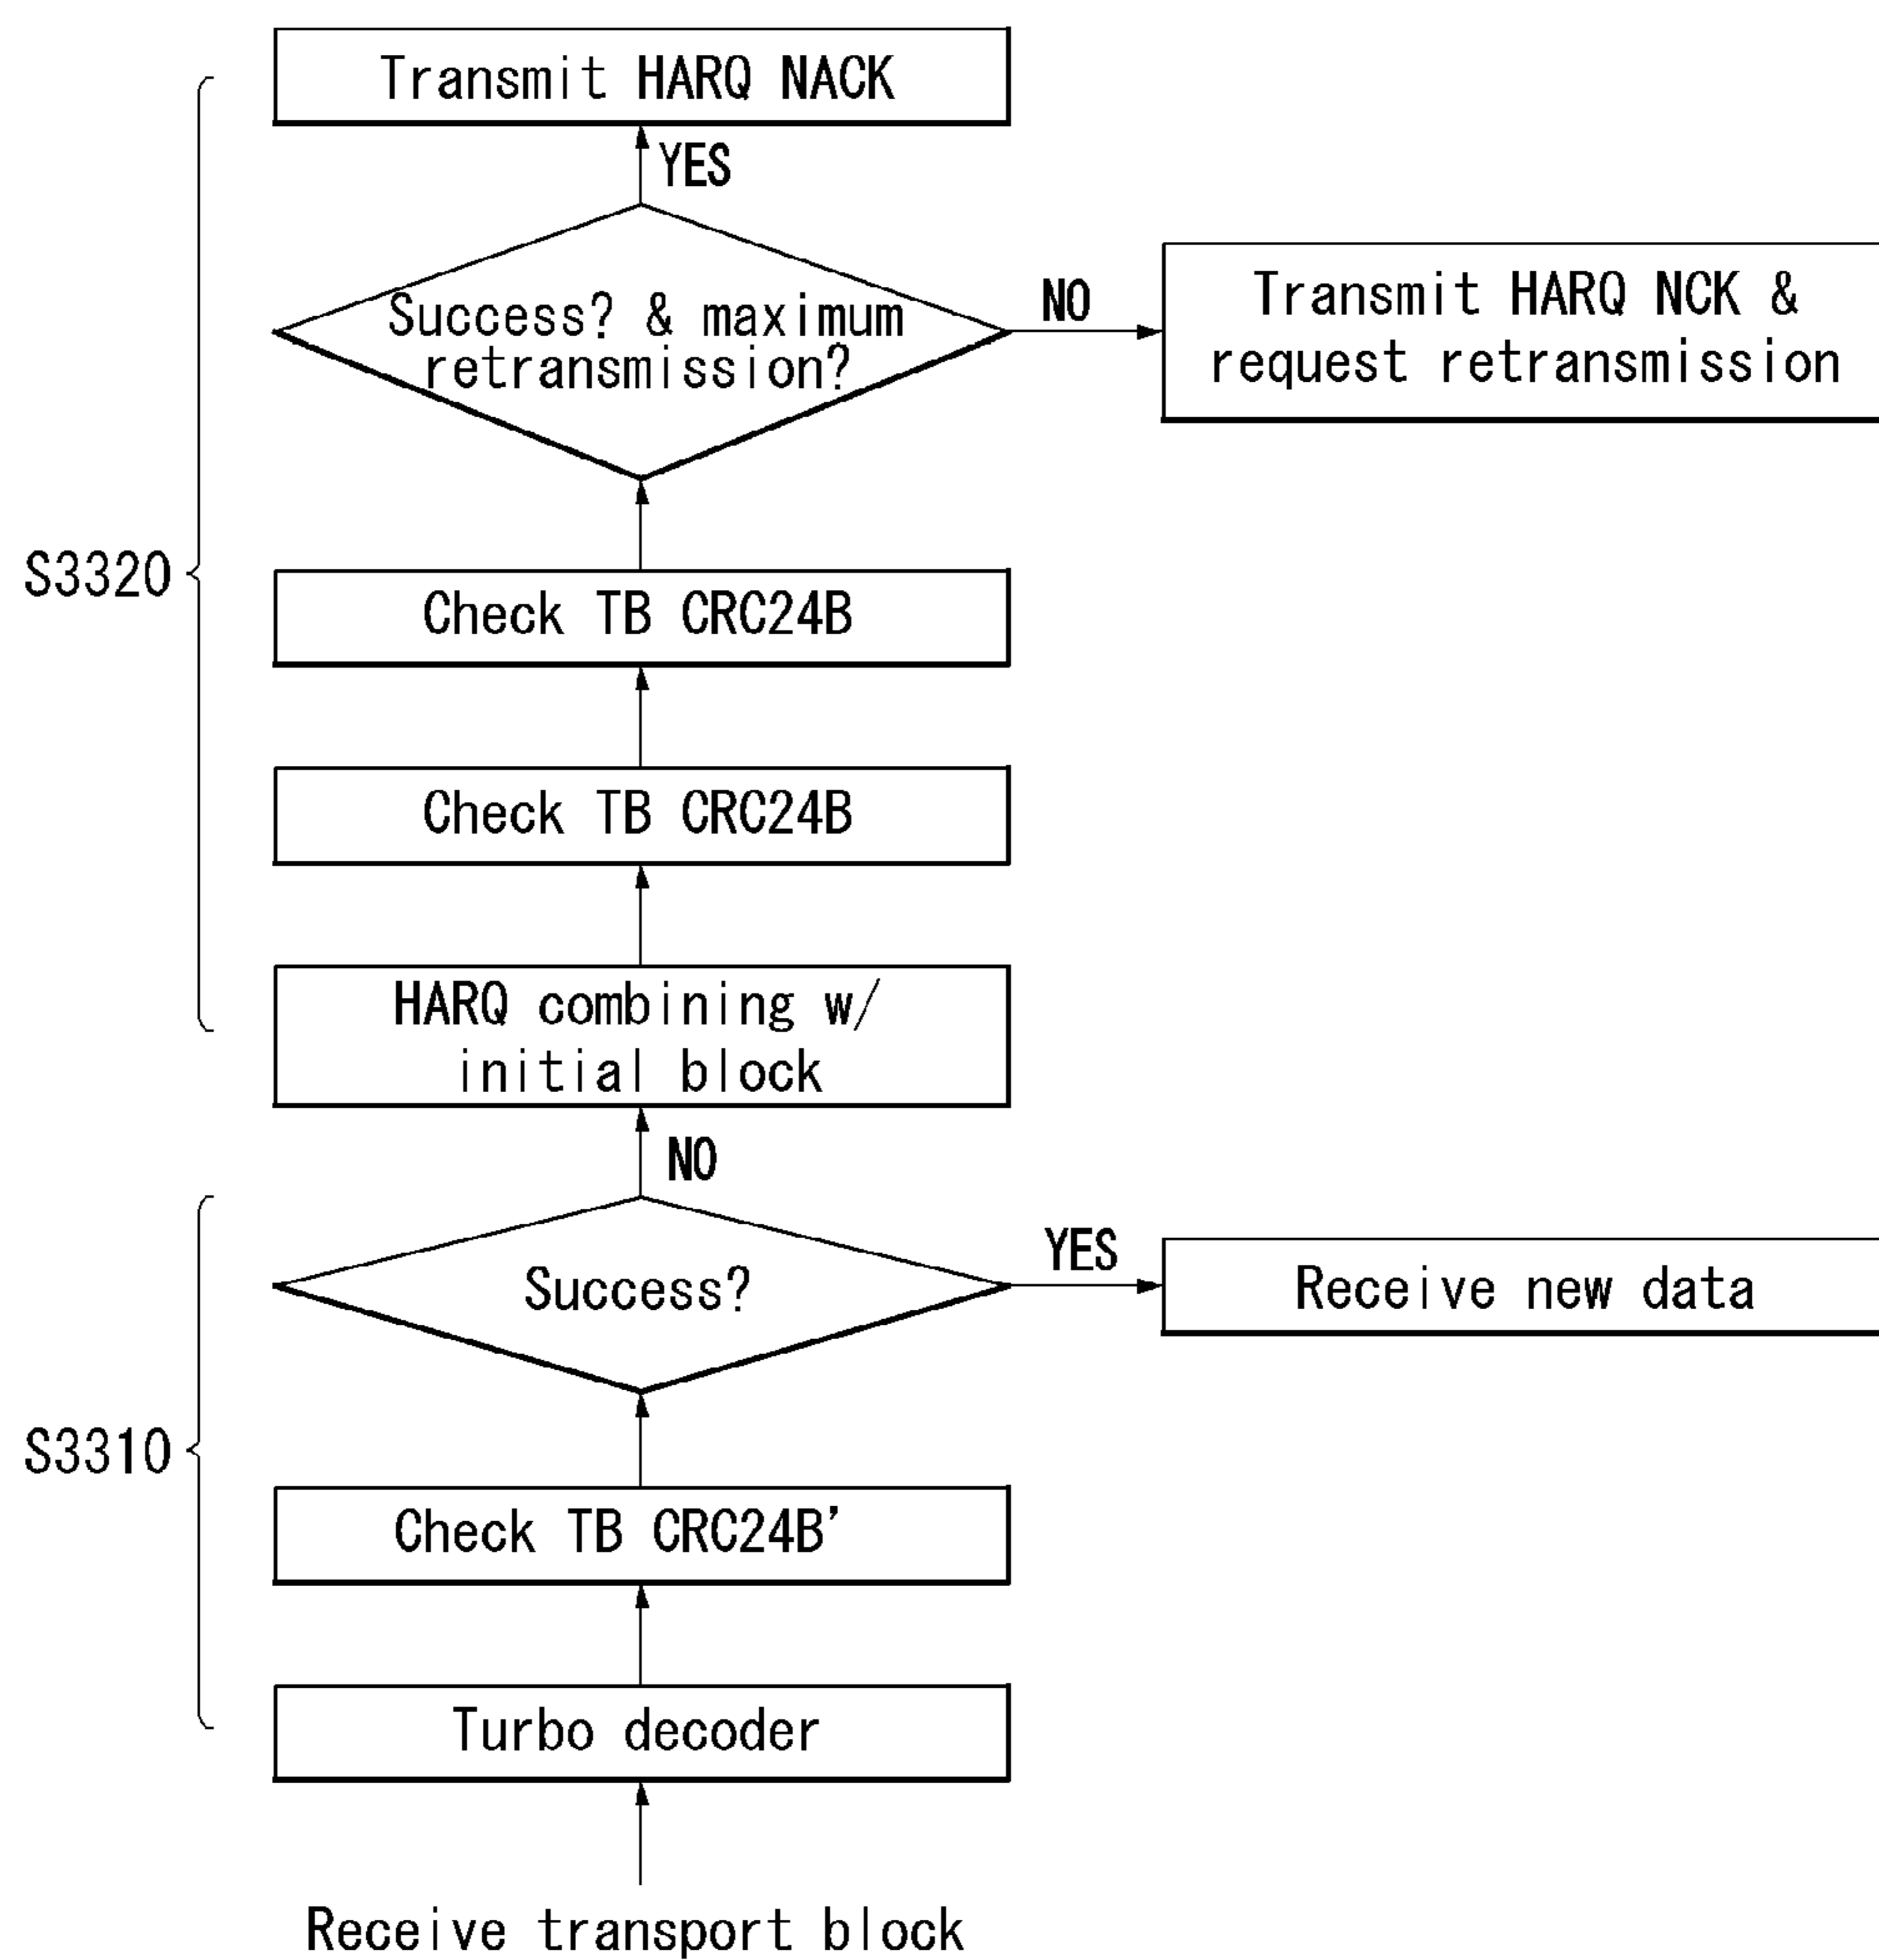 Transmit HARQ NACK
YES
Success? & maximum
retransmission?
NO
Transmit HARQ NCK &
request retransmission
S3320
Check TB CRC24B
Check TB CRC24B
HARQ combining w/
initial block
NO
Success?
YES
Receive new data
S3310
Check TB CRC24B'
Turbo decoder
Receive transport block